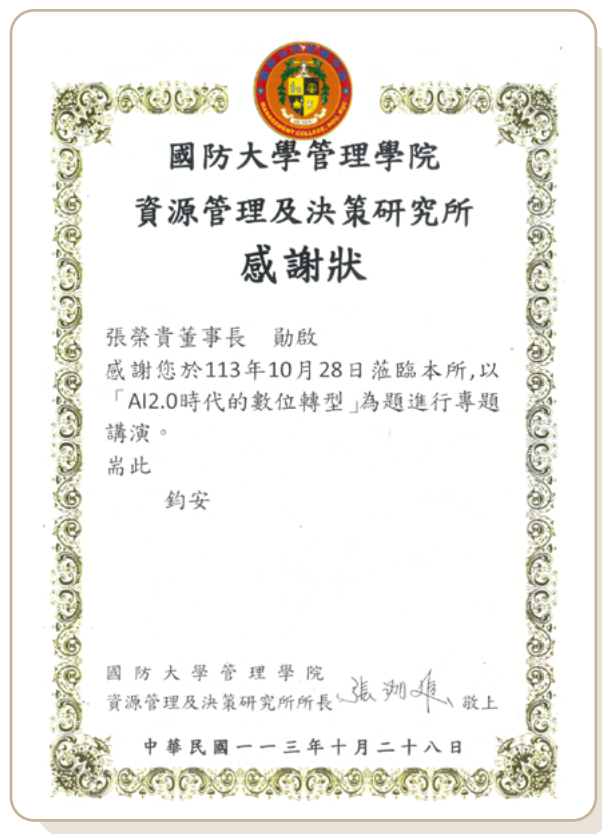 國防大學管理學院
資源管理及決策研究所
感謝狀
張榮貴董事長 勛啟
感謝您於113年10月28日蒞臨本所,以
「AI2.0時代的數位轉型」為題進行專題
講演。
耑此
鈞安
國防大學管理學院
資源管理及決策研究所所長 敬上
中華民國一一三年十月二十八日